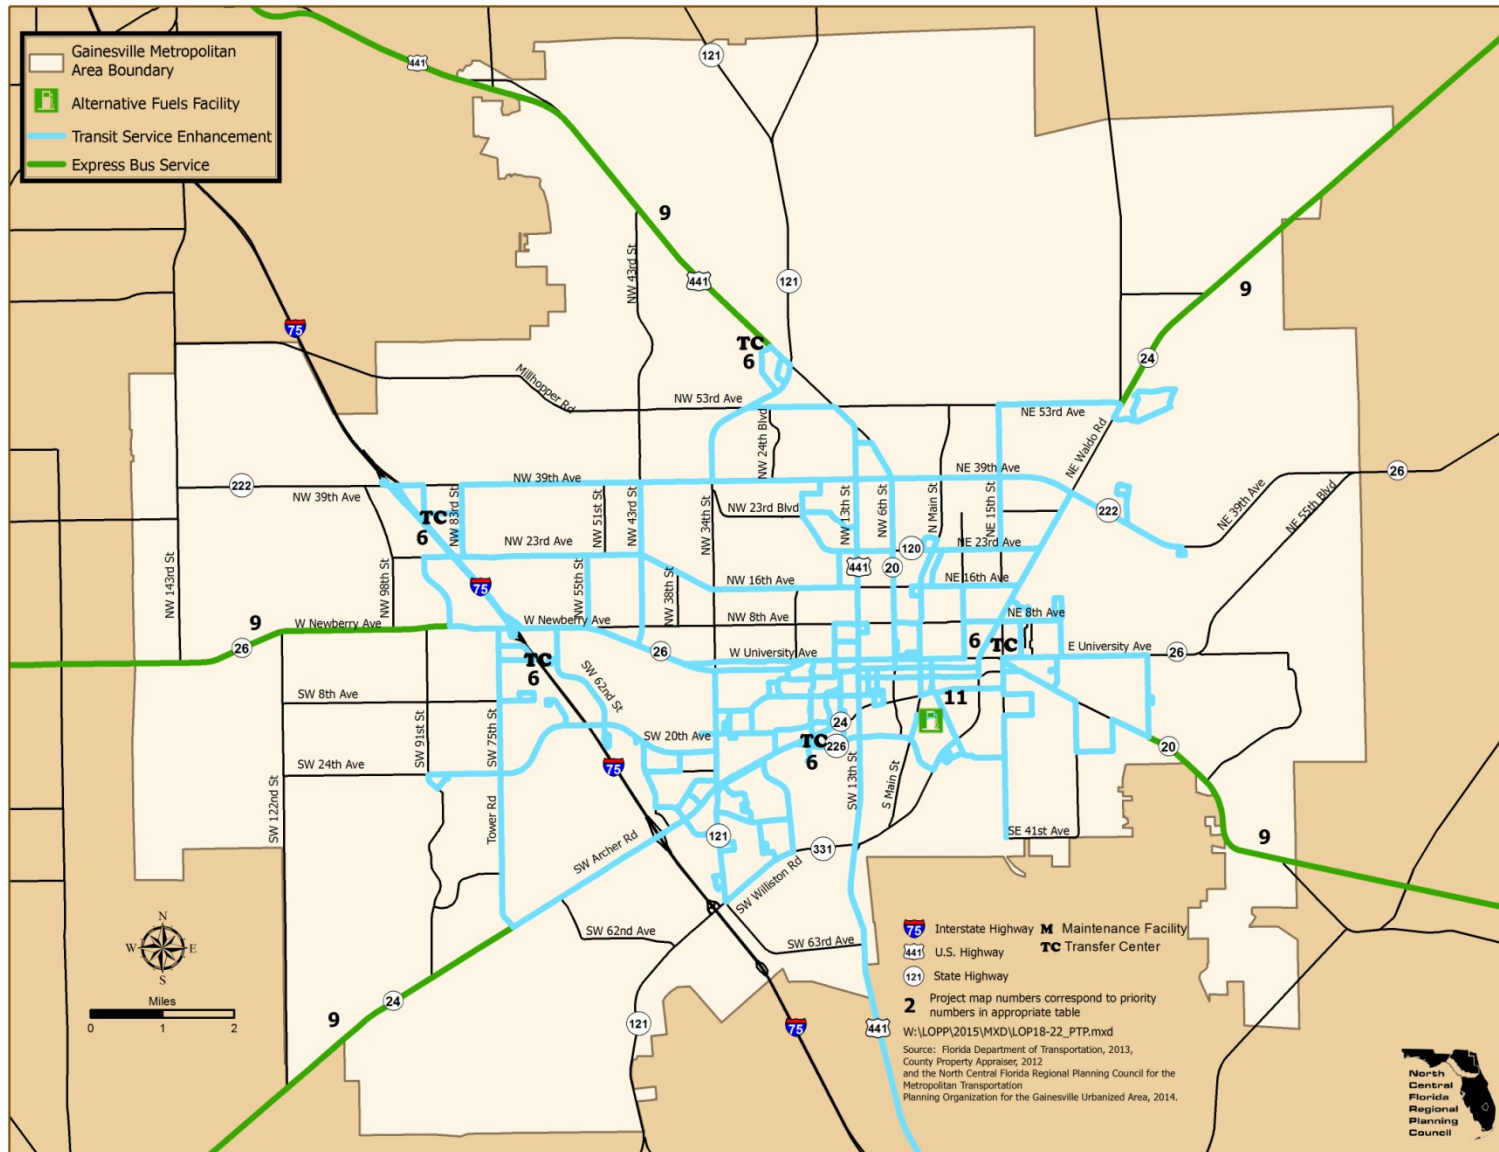 Gainesville Metropolitan
Area Boundary
Alternative Fuels Facility
Transit Service Enhancement
Express Bus Service
441
121
9
NW 43rd St
441
121
9
75
TC
6
24
Millhopper Rd
NW 53rd Ave
NE 53rd Ave
NW 24th Blvd
NE Waldo Rd
222
NW 39th Ave
NW 39th Ave
NE 39th Ave
26
TC
6
NW 83rd St
NW 51st St
NW 43rd St
NW 34th St
NW 23rd Blvd
NW 13th St
NW 6th St
N Main St
NE 15th St
222
NE 39th Ave
NE 55th Blvd
NW 23rd Ave
120
NE 23rd Ave
NW 143rd St
NW 98th St
75
NW 55th St
NW 38th St
NW 16th Ave
441
20
NE 16th Ave
9
W Newberry Ave
W Newberry Ave
NW 8th Ave
NE 8th Ave
26
26
W University Ave
6 TC
E University Ave
26
TC
6
SW 62nd St
SW 8th Ave
11
SW 91st St
SW 75th St
SW 20th Ave
24
TC
6
226
20
SW 24th Ave
75
SW 13th St
S Main St
SW 122nd St
Tower Rd
SW Archer Rd
121
331
SE 41st Ave
9
SW Williston Rd
SW 62nd Ave
SW 63rd Ave
N
W
E
S
24
9
121
75
441
Miles
0 1 2
75 Interstate Highway M Maintenance Facility
441 U.S. Highway TC Transfer Center
121 State Highway
2 Project map numbers correspond to priority
numbers in appropriate table
W:\LOPP\2015\MXD\LOP18-22_PTP.mxd
Source: Florida Department of Transportation, 2013,
County Property Appraiser, 2012
and the North Central Florida Regional Planning Council for the
Metropolitan Transportation
Planning Organization for the Gainesville Urbanized Area, 2014.
North
Central
Florida
Regional
Planning
Council